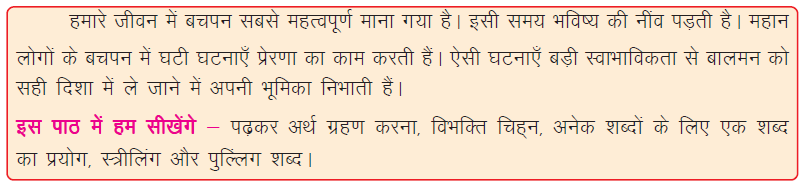 हमारे जीवन में बचपन सबसे महत्वपूर्ण माना गया है। इसी समय भविष्य की नींव पड़ती है। महान
लोगों के बचपन में घटी घटनाएँ प्रेरणा का काम करती हैं। ऐसी घटनाएँ बड़ी स्वाभाविकता से बालमन को
सही दिशा में ले जाने में अपनी भूमिका निभाती हैं।
इस पाठ में हम सीखेंगे – पढ़कर अर्थ ग्रहण करना, विभक्ति चिह्न, अनेक शब्दों के लिए एक शब्द
का प्रयोग, स्त्रीलिंग और पुल्लिंग शब्द।